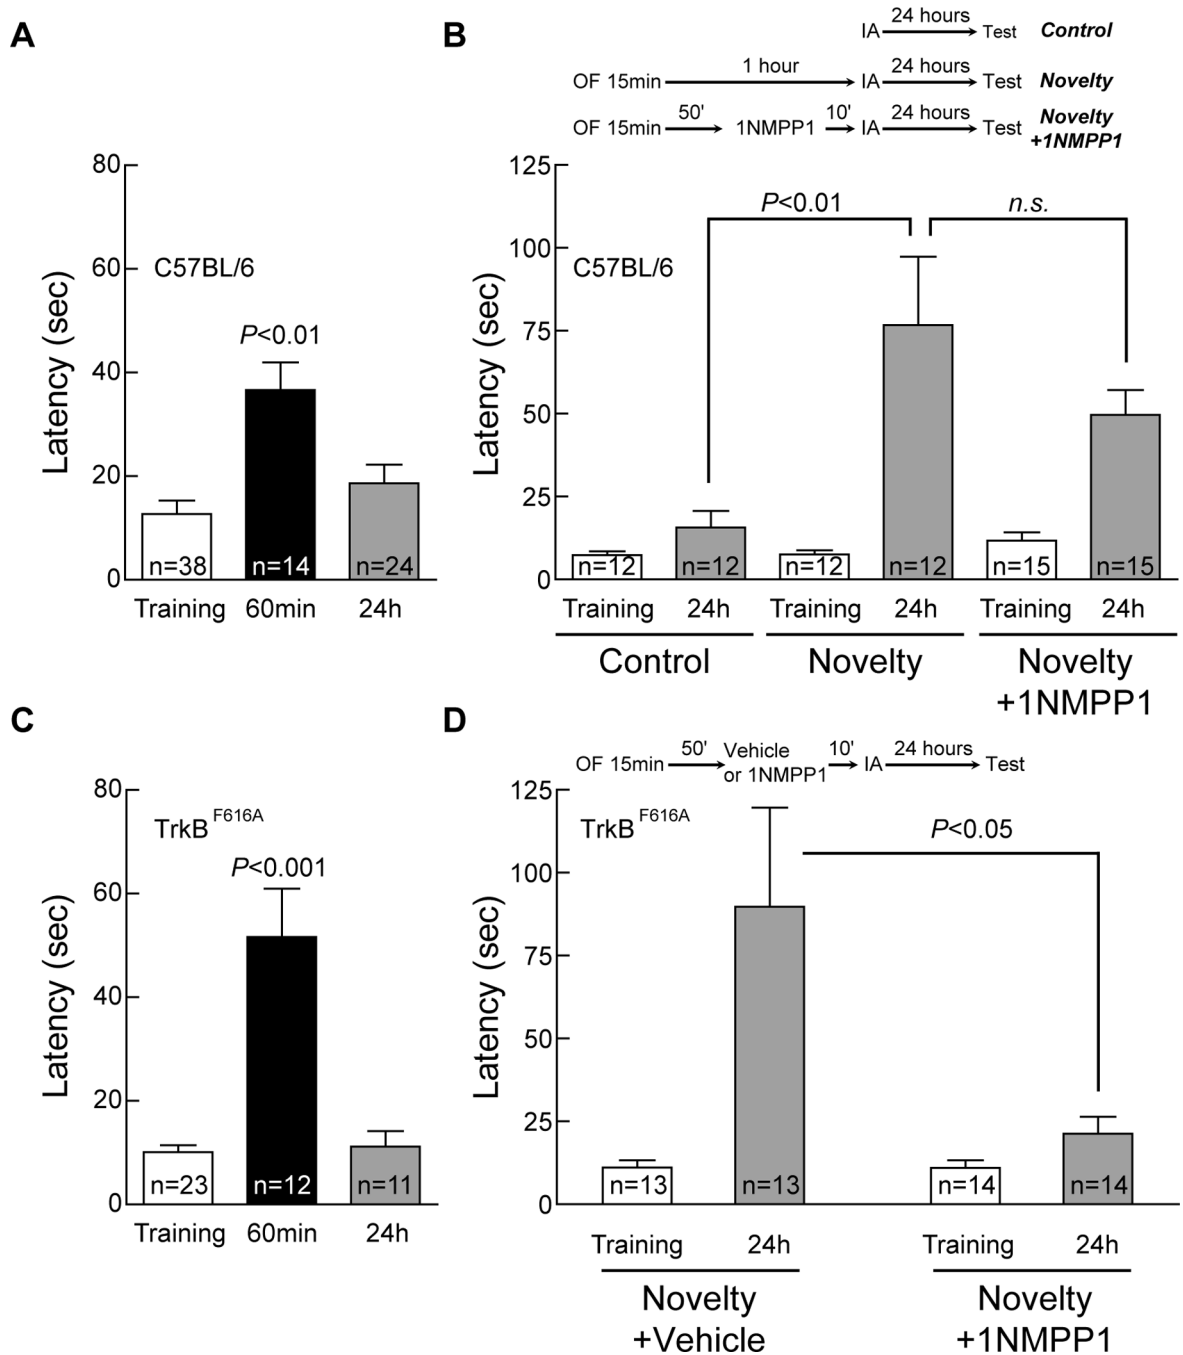 A
80
60
40
20
0
Latency (sec)
C57BL/6
P<0.01
n=38
n=14
n=24
Training
60min
24h
B
IA 24 hours Test Control
OF 15min 1 hour IA 24 hours Test Novelty
OF 15min 50' 1NMPP1 10' IA 24 hours Test Novelty
+1NMPP1
125
100
75
50
25
0
Latency (sec)
C57BL/6
P<0.01
n.s.
n=12
n=12
n=12
n=12
n=15
n=15
Training
24h
Training
24h
Training
24h
Control
Novelty
Novelty
+1NMPP1
C
80
60
40
20
0
Latency (sec)
TrkB F616A
P<0.001
n=23
n=12
n=11
Training
60min
24h
D
OF 15min 50' Vehicle
or 1NMPP1 10' IA 24 hours Test
125
100
75
50
25
0
Latency (sec)
TrkB F616A
P<0.05
n=13
n=13
n=14
n=14
Training
24h
Training
24h
Novelty
+Vehicle
Novelty
+1NMPP1